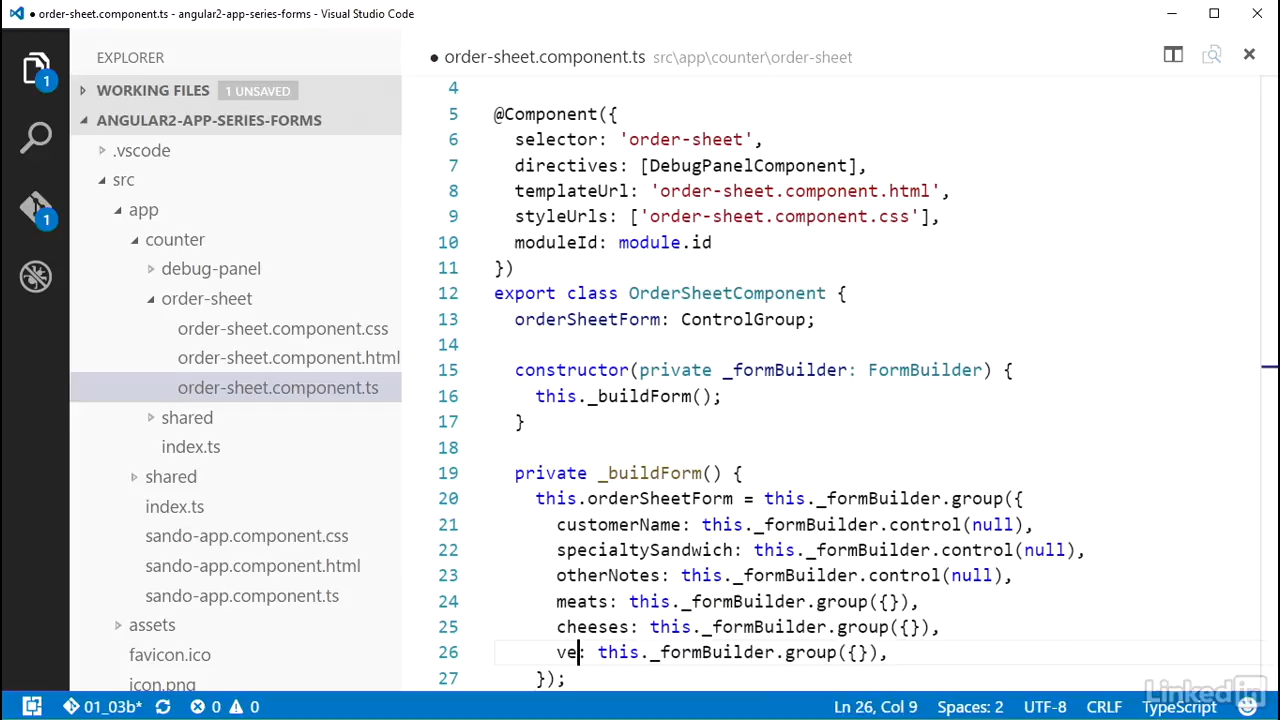 order-sheet.component.ts - angular2-app-series-forms - Visual Studio Code
EXPLORER
WORKING FILES 1 UNSAVED
ANGULAR2-APP-SERIES-FORMS
.vscode
src
app
counter
debug-panel
order-sheet
order-sheet.component.css
order-sheet.component.html
order-sheet.component.ts
shared
index.ts
shared
index.ts
sando-app.component.css
sando-app.component.html
sando-app.component.ts
assets
favicon.ico
icon.png
1
1
order-sheet.component.ts src\app\counter\order-sheet
4
5 @Component({
6 selector: 'order-sheet',
7 directives: [DebugPanelComponent],
8 templateUrl: 'order-sheet.component.html',
9 styleUrls: ['order-sheet.component.css'],
10 moduleId: module.id
11 })
12 export class OrderSheetComponent {
13 orderSheetForm: ControlGroup;
14
15 constructor(private _formBuilder: FormBuilder) {
16 this._buildForm();
17 }
18
19 private _buildForm() {
20 this.orderSheetForm = this._formBuilder.group({
21 customerName: this._formBuilder.control(null),
22 specialtySandwich: this._formBuilder.control(null),
23 otherNotes: this._formBuilder.control(null),
24 meats: this._formBuilder.group({}),
25 cheeses: this._formBuilder.group({}),
26 ve: this._formBuilder.group({}),
27 });
LinkedIn
01_03b* 0 0 Ln 26, Col 9 Spaces: 2 UTF-8 CRLF TypeScript